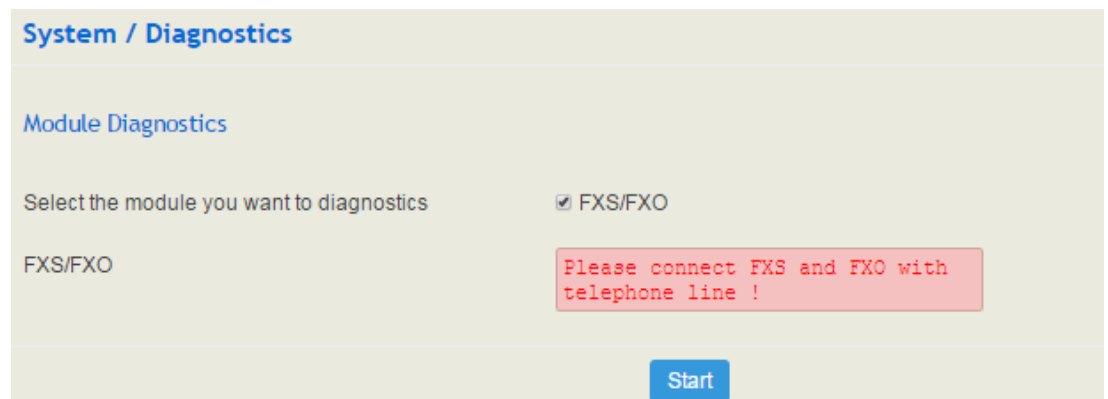 System / Diagnostics
Module Diagnostics
Select the module you want to diagnostics
FXS/FXO
FXS/FXO
Please connect FXS and FXO with
telephone line !
Start